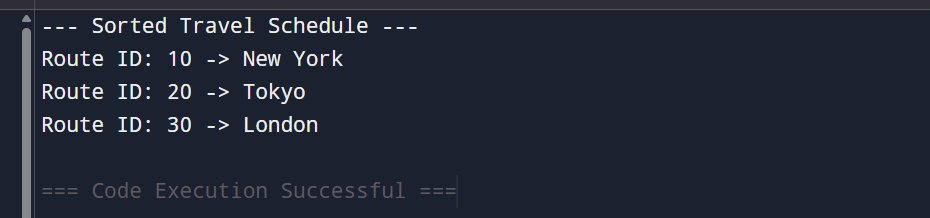 --- Sorted Travel Schedule ---
Route ID: 10 -> New York
Route ID: 20 -> Tokyo
Route ID: 30 -> London
=== Code Execution Successful ===